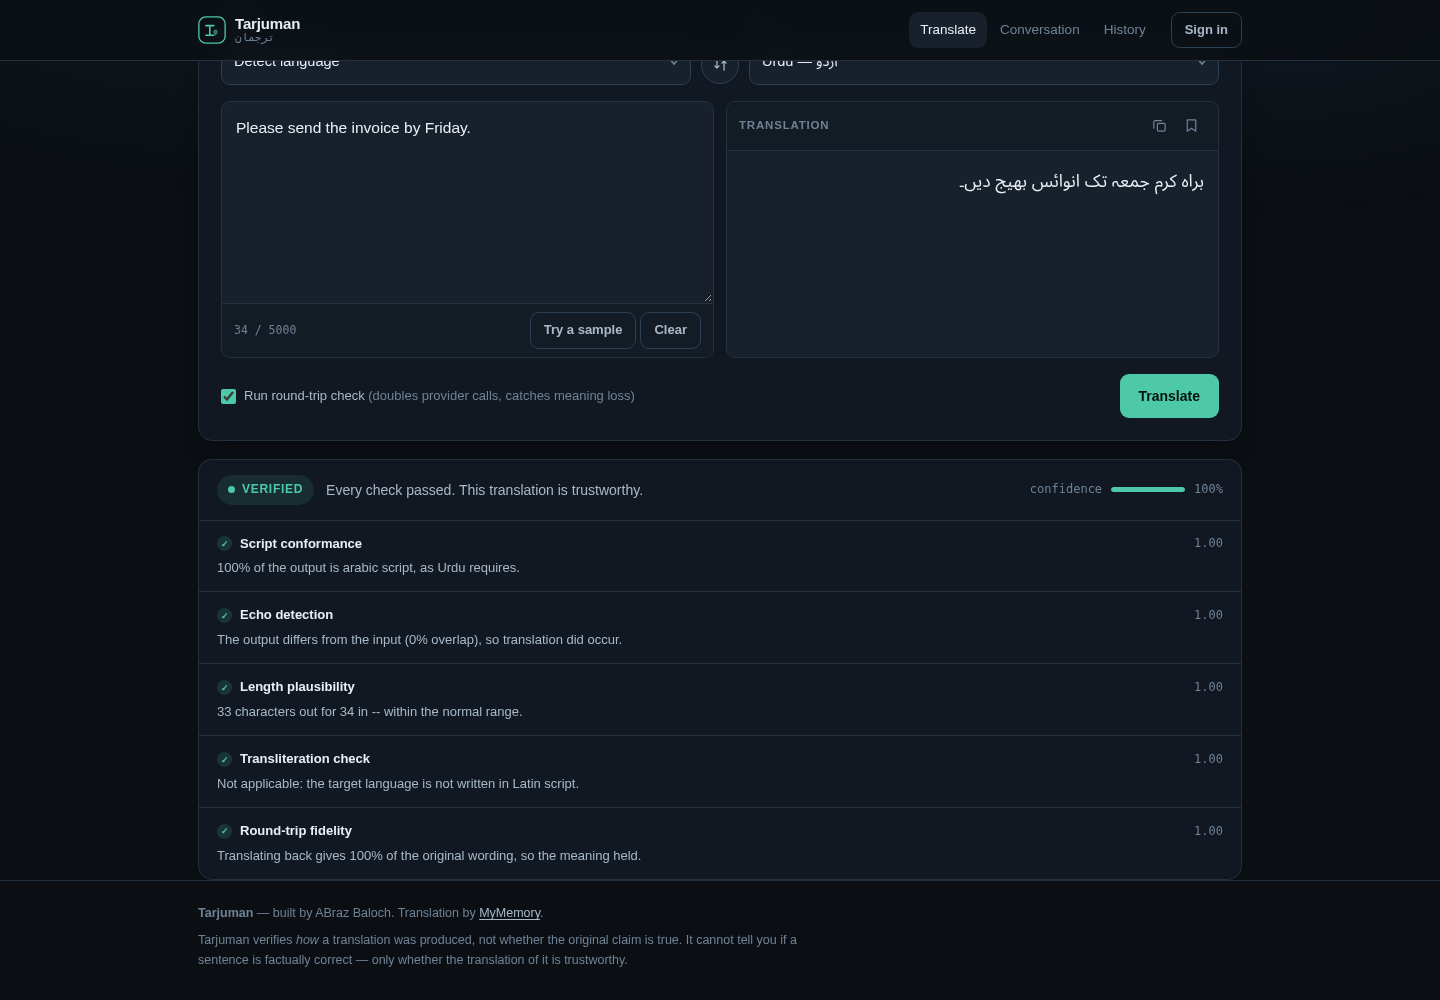 Tarjuman
ترجمان
Translate
Conversation
History
Sign in
Detect language
Urdu — اردو
Please send the invoice by Friday.
34 / 5000
Try a sample
Clear
TRANSLATION
براہ کرم جمعہ تک انوائس بھیج دیں۔
Run round-trip check (doubles provider calls, catches meaning loss)
Translate
VERIFIED
Every check passed. This translation is trustworthy.
confidence 100%
Script conformance 1.00
100% of the output is arabic script, as Urdu requires.
Echo detection 1.00
The output differs from the input (0% overlap), so translation did occur.
Length plausibility 1.00
33 characters out for 34 in -- within the normal range.
Transliteration check 1.00
Not applicable: the target language is not written in Latin script.
Round-trip fidelity 1.00
Translating back gives 100% of the original wording, so the meaning held.
Tarjuman — built by ABraz Baloch. Translation by MyMemory.
Tarjuman verifies how a translation was produced, not whether the original claim is true. It cannot tell you if a
sentence is factually correct — only whether the translation of it is trustworthy.